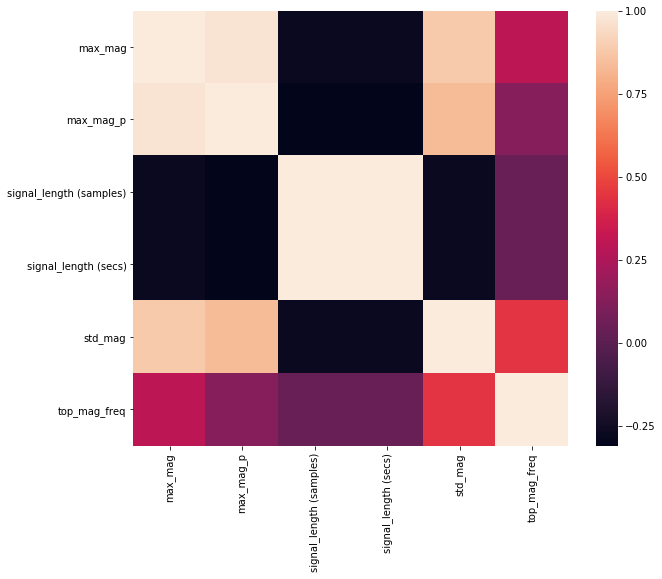 max_mag
max_mag_p
signal_length (samples)
signal_length (secs)
std_mag
top_mag_freq
max_mag
max_mag_p
signal_length (samples)
signal_length (secs)
std_mag
top_mag_freq
1.00
0.75
0.50
0.25
0.00
−0.25